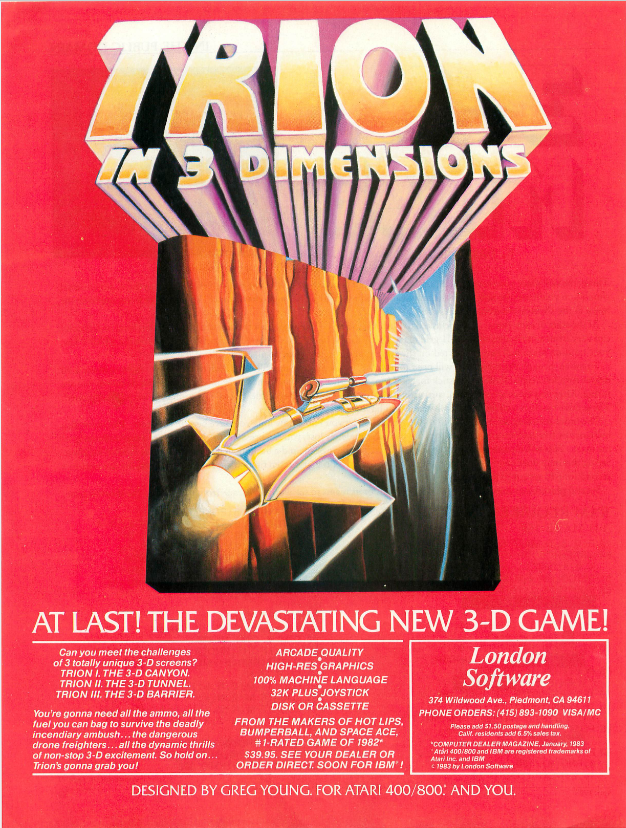 TRION
IN 3 DIMENSIONS
AT LAST! THE DEVASTATING NEW 3-D GAME!
Can you meet the challenges
of 3 totally unique 3-D screens?
TRION I. THE 3-D CANYON.
TRION II. THE 3-D TUNNEL.
TRION III. THE 3-D BARRIER.
You're gonna need all the ammo, all the
fuel you can bag to survive the deadly
incendiary ambush... the dangerous
drone freighters... all the dynamic thrills
of non-stop 3-D excitement. So hold on...
Trion's gonna grab you!
ARCADE QUALITY
•
HIGH-RES GRAPHICS
•
100% MACHINE LANGUAGE
•
32K PLUS JOYSTICK
•
DISK OR CASSETTE
FROM THE MAKERS OF HOT LIPS,
BUMPERBALL, AND SPACE ACE,
#1-RATED GAME OF 1982*
$39.95. SEE YOUR DEALER OR
ORDER DIRECT. SOON FOR IBM°!
London
Software
374 Wildwood Ave., Piedmont, CA 94611
PHONE ORDERS: (415) 893-1090 VISA/MC
Please add $1.50 postage and handling.
Calif. residents add 6.5% sales tax.
*COMPUTER DEALER MAGAZINE, January, 1983
°Atari Inc. and IBM are registered trademarks of
Atari Inc. and IBM
© 1983 by London Software
DESIGNED BY GREG YOUNG. FOR ATARI 400/800.° AND YOU.